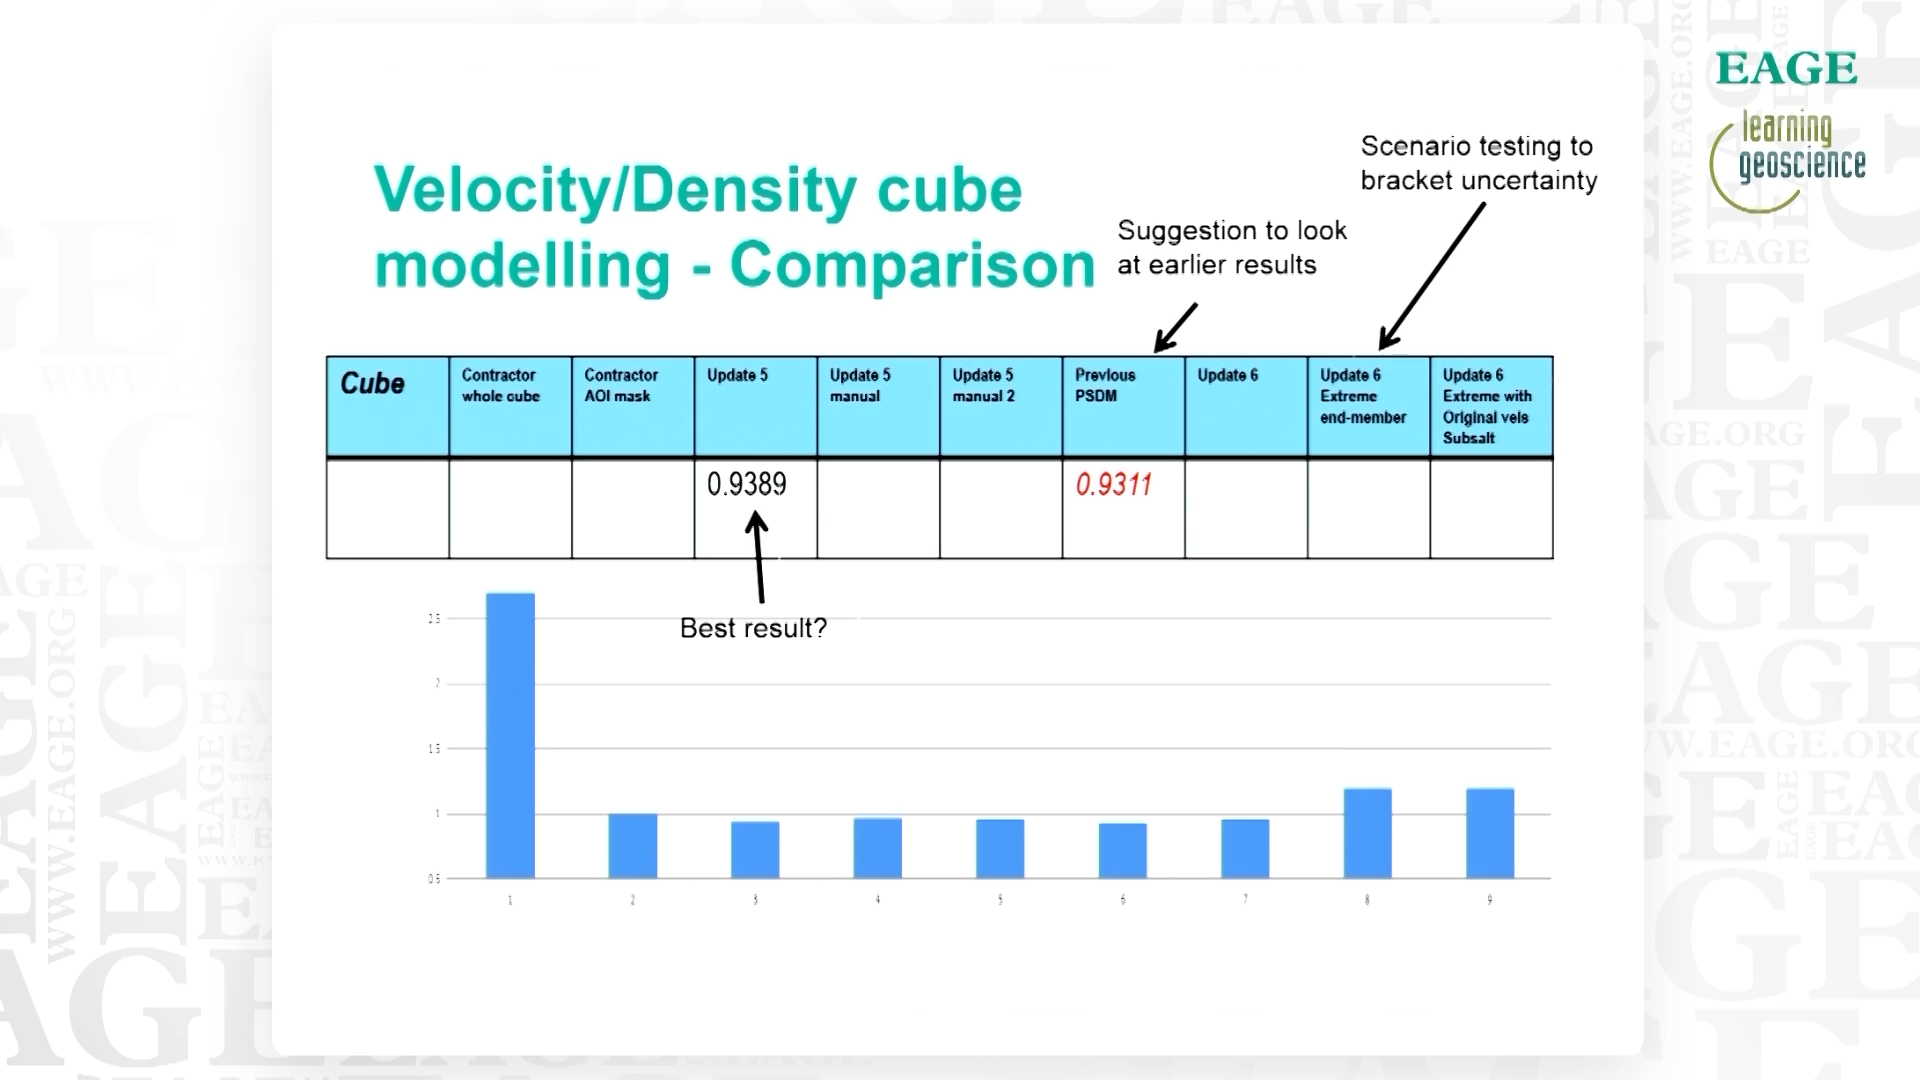 EAGE
learning
geoscience
Scenario testing to
bracket uncertainty
Velocity/Density cube
modelling - Comparison
Suggestion to look
at earlier results
Cube
Contractor
whole cube
Contractor
AOI mask
Update 5
Update 5
manual
Update 5
manual 2
Previous
PSDM
Update 6
Update 6
Extreme
end-member
Update 6
Extreme with
Original vels
Subsalt
0.9389
0.9311
Best result?
2.5
2
1.5
1
0.5
1 2 3 4 5 6 7 8 9